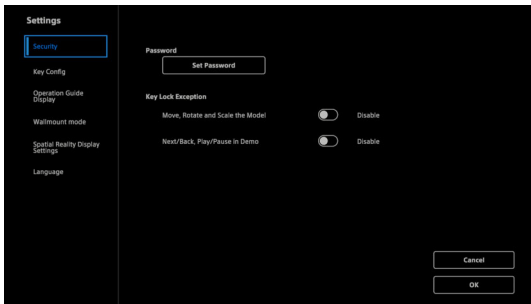 Settings
Security
Key Config
Operation Guide
Display
Wallmount mode
Spatial Reality Display
Settings
Language
Password
Set Password
Key Lock Exception
Move, Rotate and Scale the Model
Disable
Next/Back, Play/Pause in Demo
Disable
Cancel
OK